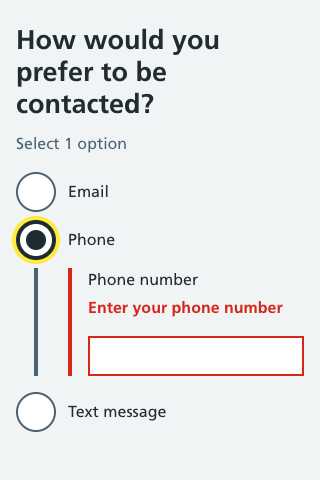 How would you
prefer to be
contacted?
Select 1 option
Email
Phone
Phone number
Enter your phone number
Text message